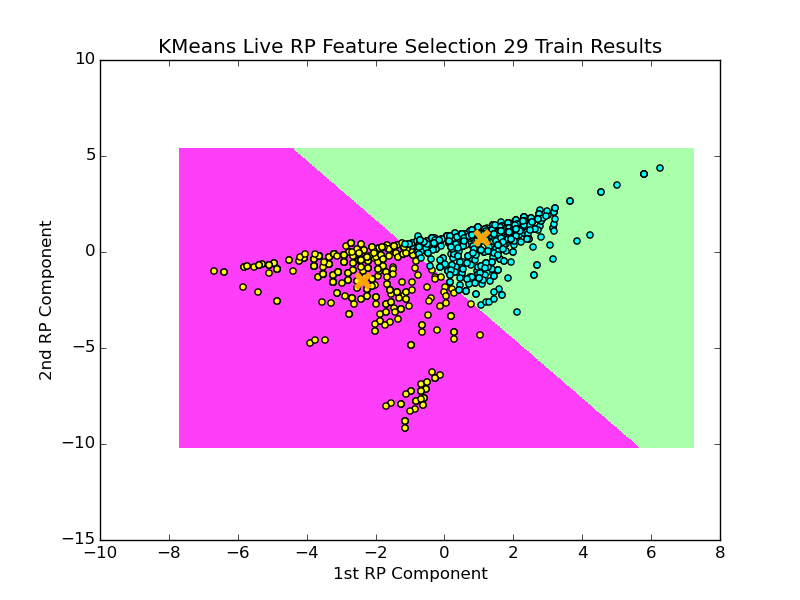 KMeans Live RP Feature Selection 29 Train Results
10
5
0
−5
−10
−15
2nd RP Component
−10 −8 −6 −4 −2 0 2 4 6 8
1st RP Component